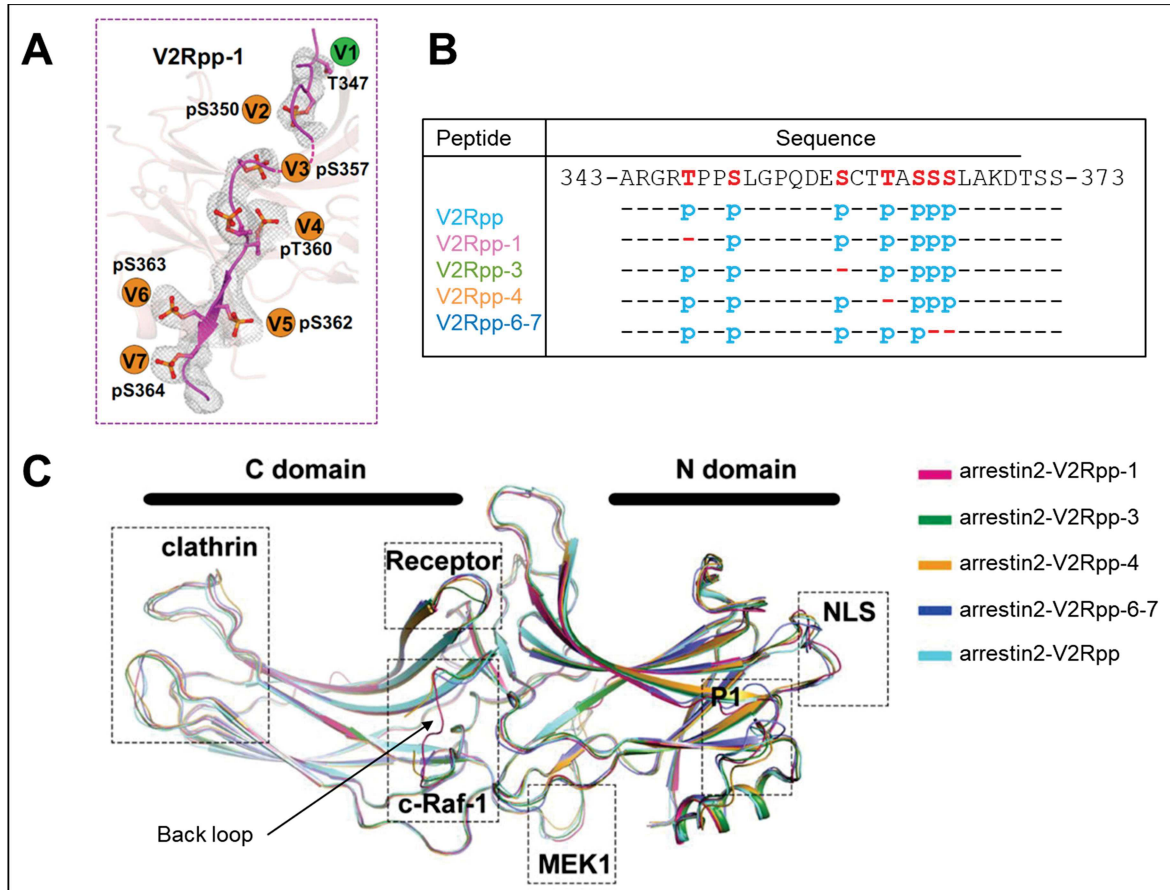 A
V2Rpp-1
V1
T347
pS350
V2
V3
pS357
V4
pT360
pS363
V6
V5
pS362
V7
pS364
B
Peptide
Sequence
343-ARGRTPPSLGPQDESCTTASSSLAKDTSS-373
V2Rpp ----p--p------p--p-ppp-------
V2Rpp-1 ----‑--p------p--p-ppp-------
V2Rpp-3 ----p--p---------p-ppp-------
V2Rpp-4 ----p--p------p----ppp-------
V2Rpp-6-7 ----p--p------p--p-p---------
C
C domain
N domain
clathrin
Receptor
NLS
P1
c-Raf-1
Back loop
MEK1
arrestin2-V2Rpp-1
arrestin2-V2Rpp-3
arrestin2-V2Rpp-4
arrestin2-V2Rpp-6-7
arrestin2-V2Rpp